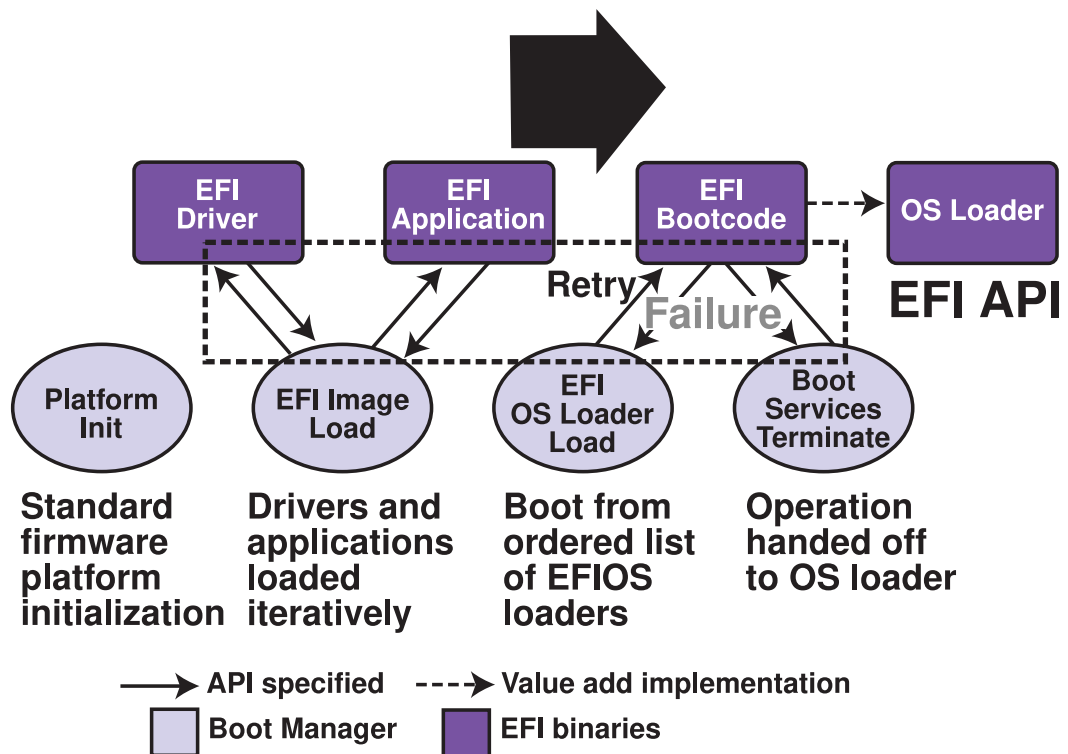 EFI
Driver
EFI
Application
EFI
Bootcode
OS Loader
EFI API
Retry
Failure
Platform
Init
EFI Image
Load
EFI
OS Loader
Load
Boot
Services
Terminate
Standard
firmware
platform
initialization
Drivers and
applications
loaded
iteratively
Boot from
ordered list
of EFIOS
loaders
Operation
handed off
to OS loader
API specified
Value add implementation
Boot Manager
EFI binaries